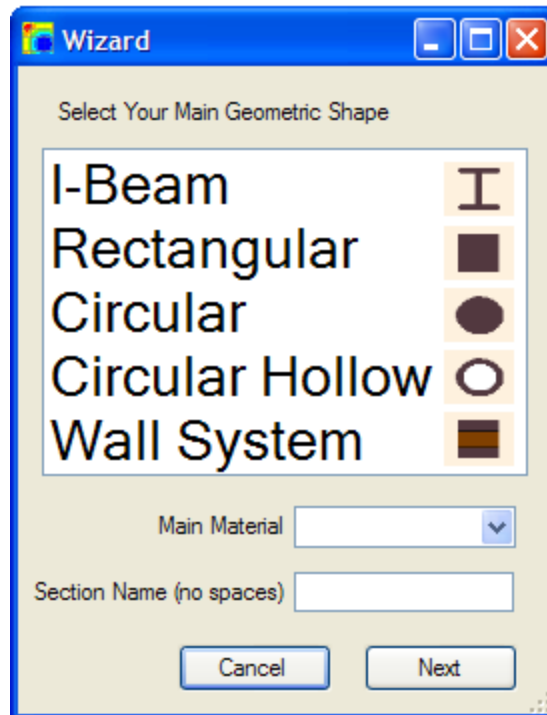 Wizard
Select Your Main Geometric Shape
I-Beam
Rectangular
Circular
Circular Hollow
Wall System
Main Material
Section Name (no spaces)
Cancel Next